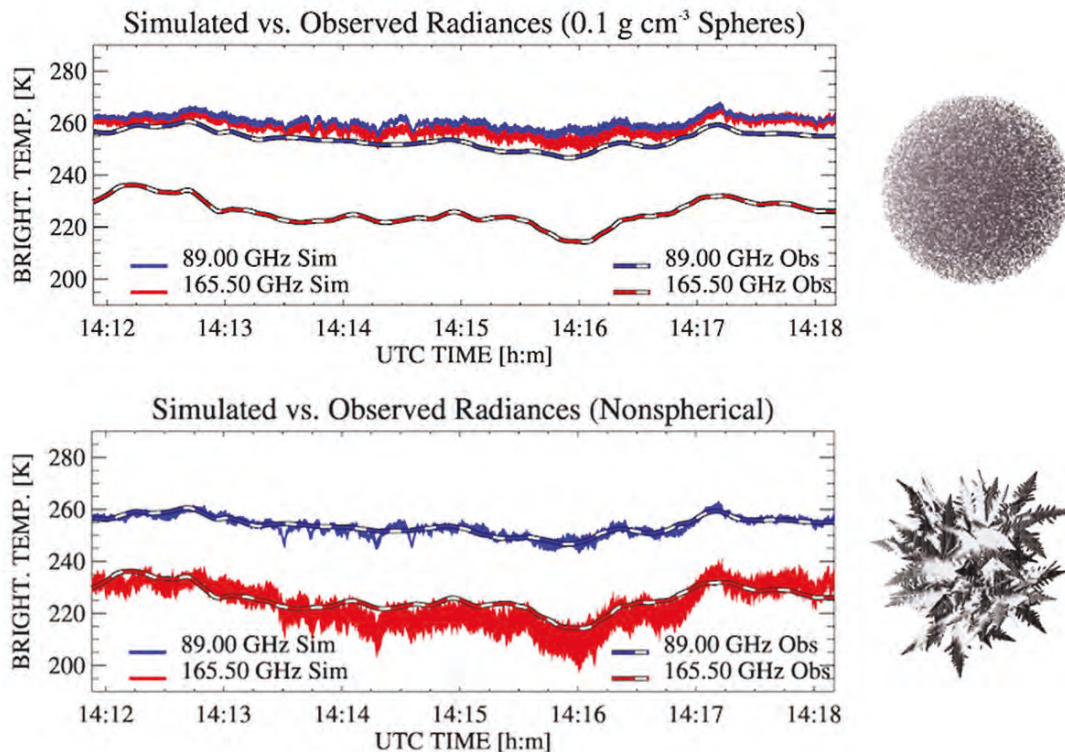 Simulated vs. Observed Radiances (0.1 g cm-3 Spheres)
BRIGHT. TEMP. [K]
280
260
240
220
200
89.00 GHz Sim
165.50 GHz Sim
89.00 GHz Obs
165.50 GHz Obs
14:12 14:13 14:14 14:15 14:16 14:17 14:18
UTC TIME [h:m]
Simulated vs. Observed Radiances (Nonspherical)
BRIGHT. TEMP. [K]
280
260
240
220
200
89.00 GHz Sim
165.50 GHz Sim
89.00 GHz Obs
165.50 GHz Obs
14:12 14:13 14:14 14:15 14:16 14:17 14:18
UTC TIME [h:m]